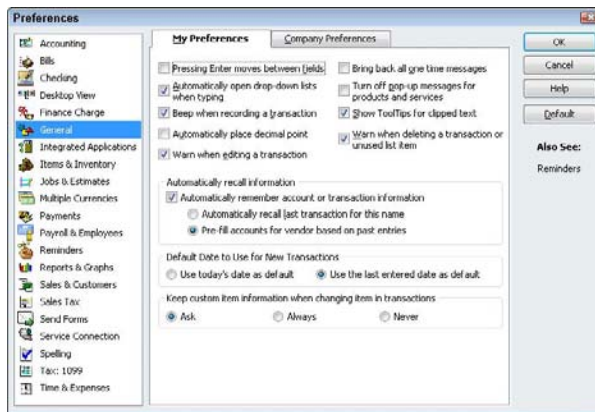 Preferences
Accounting
Bills
Checking
Desktop View
Finance Charge
General
Integrated Applications
Items & Inventory
Jobs & Estimates
Multiple Currencies
Payments
Payroll & Employees
Reminders
Reports & Graphs
Sales & Customers
Sales Tax
Send Forms
Service Connection
Spelling
Tax: 1099
Time & Expenses
My Preferences
Company Preferences
Pressing Enter moves between fields
Automatically open drop-down lists
when typing
Beep when recording a transaction
Automatically place decimal point
Warn when editing a transaction
Bring back all one time messages
Turn off pop-up messages for
products and services
Show ToolTips for clipped text
Warn when deleting a transaction or
unused list item
Automatically recall information
Automatically remember account or transaction information
Automatically recall last transaction for this name
Pre-fill accounts for vendor based on past entries
Default Date to Use for New Transactions
Use today's date as default
Use the last entered date as default
Keep custom item information when changing item in transactions
Ask
Always
Never
OK
Cancel
Help
Default
Also See:
Reminders